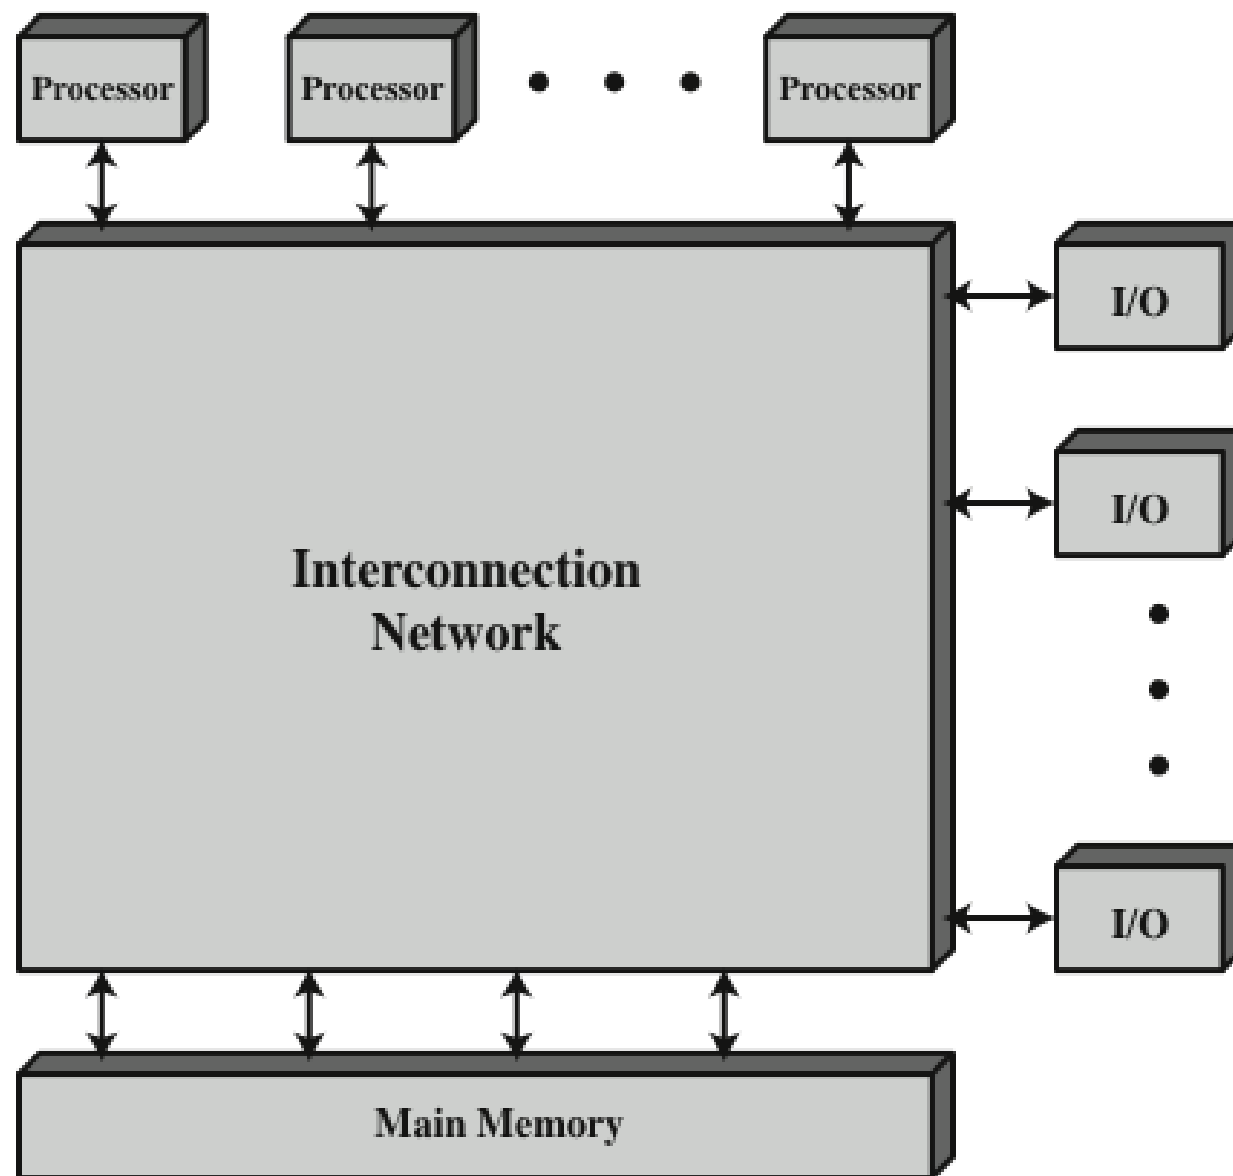 Processor
Processor
Processor
I/O
I/O
Interconnection
Network
I/O
Main Memory